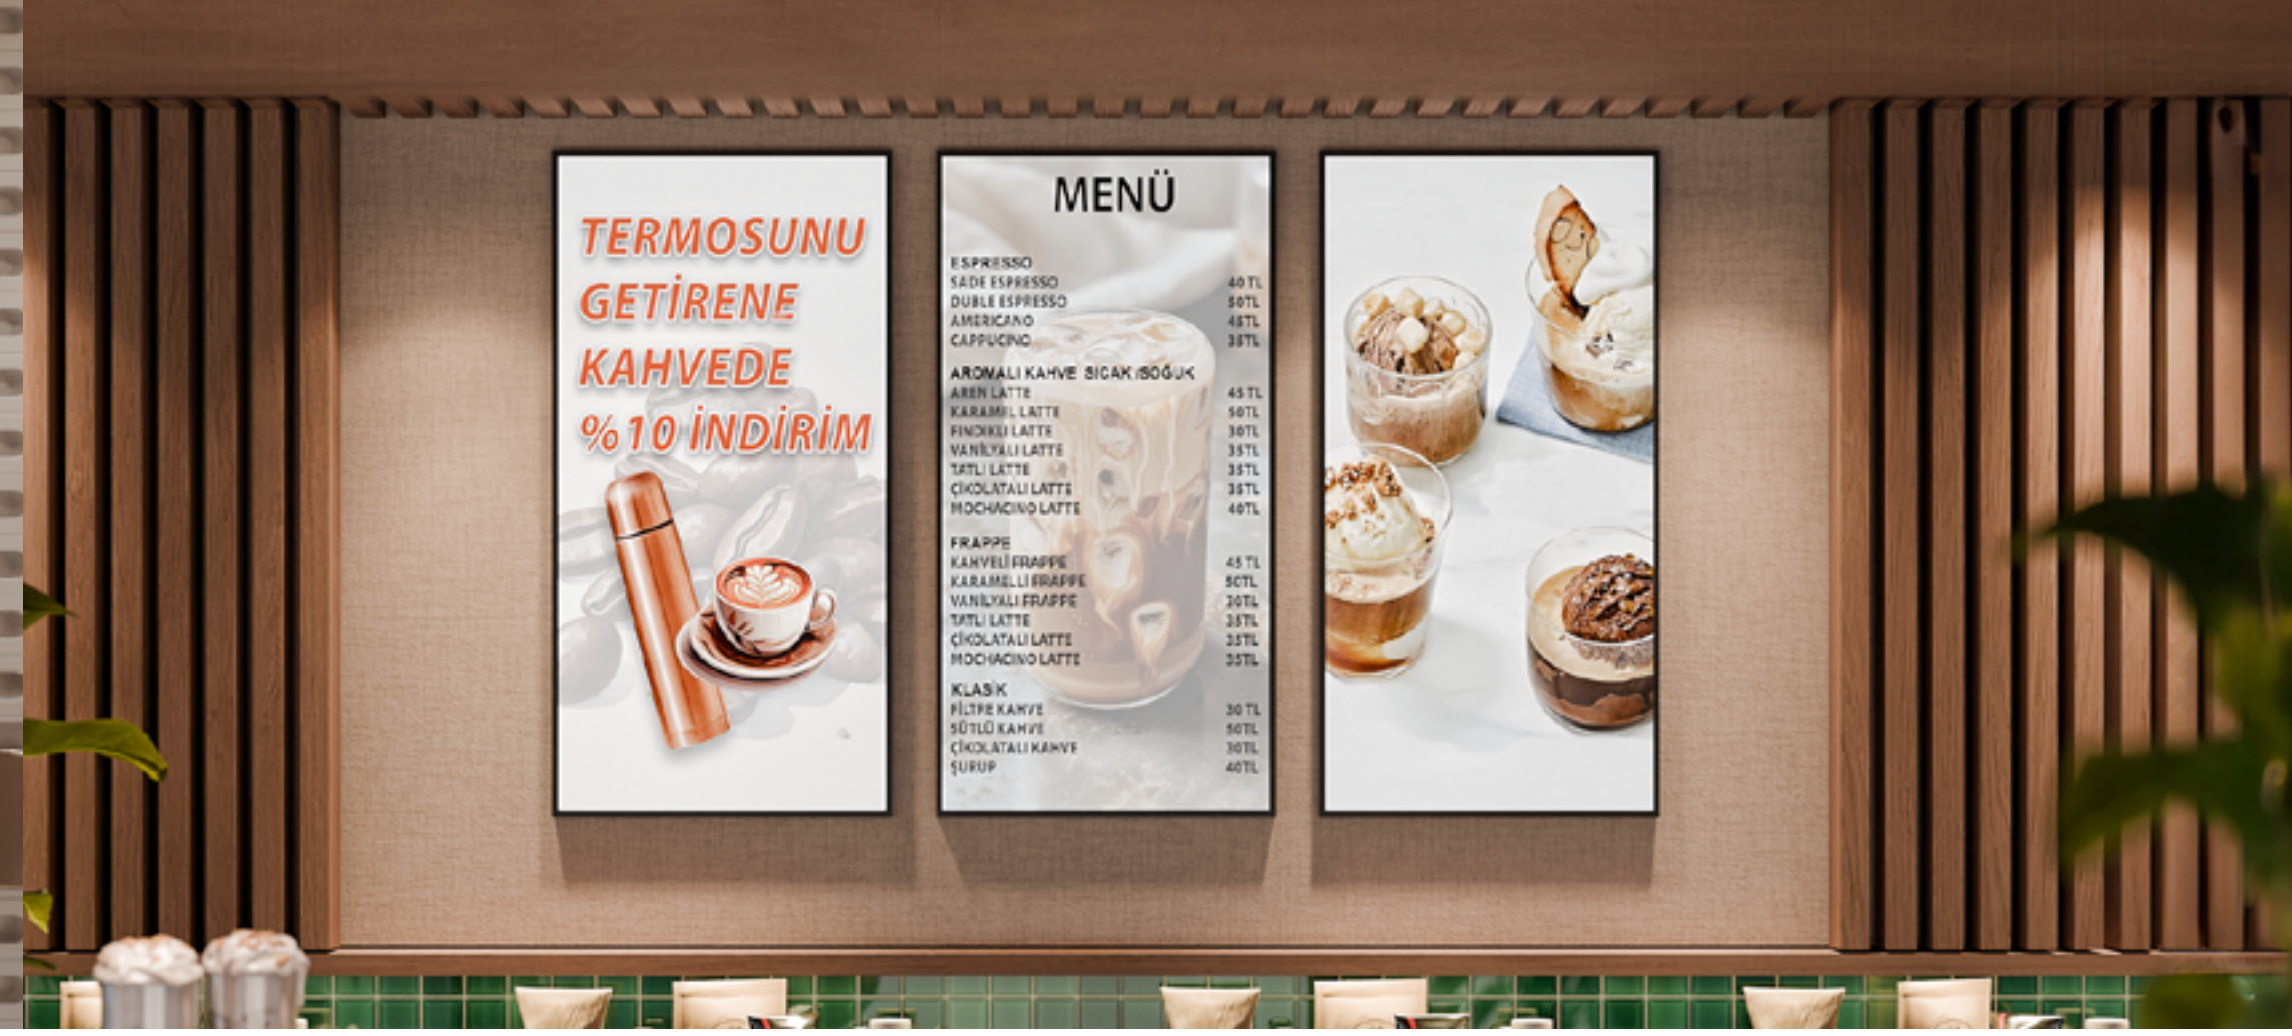 TERMOSUNU
GETİRENE
KAHVEDE
%10 İNDİRİM
MENÜ
ESPRESSO
SADE ESPRESSO 40 TL
DUBLE ESPRESSO 50TL
AMERICANO 45TL
CAPPUCINO 35TL
AROMALI KAHVE SICAK /SOĞUK
AREN LATTE 45 TL
KARAMEL LATTE 50TL
FINDIKLI LATTE 30TL
VANİLYALI LATTE 35TL
TATLI LATTE 35TL
ÇİKOLATALI LATTE 35TL
MOCHACINO LATTE 40TL
FRAPPE
KAHVELİ FRAPPE 45 TL
KARAMELLİ FRAPPE 50TL
VANİLYALI FRAPPE 30TL
TATLI LATTE 35TL
ÇİKOLATALI LATTE 35TL
MOCHACINO LATTE 35TL
KLASİK
FİLTRE KAHVE 30 TL
SÜTLÜ KAHVE 50TL
ÇİKOLATALI KAHVE 30TL
ŞURUP 40TL